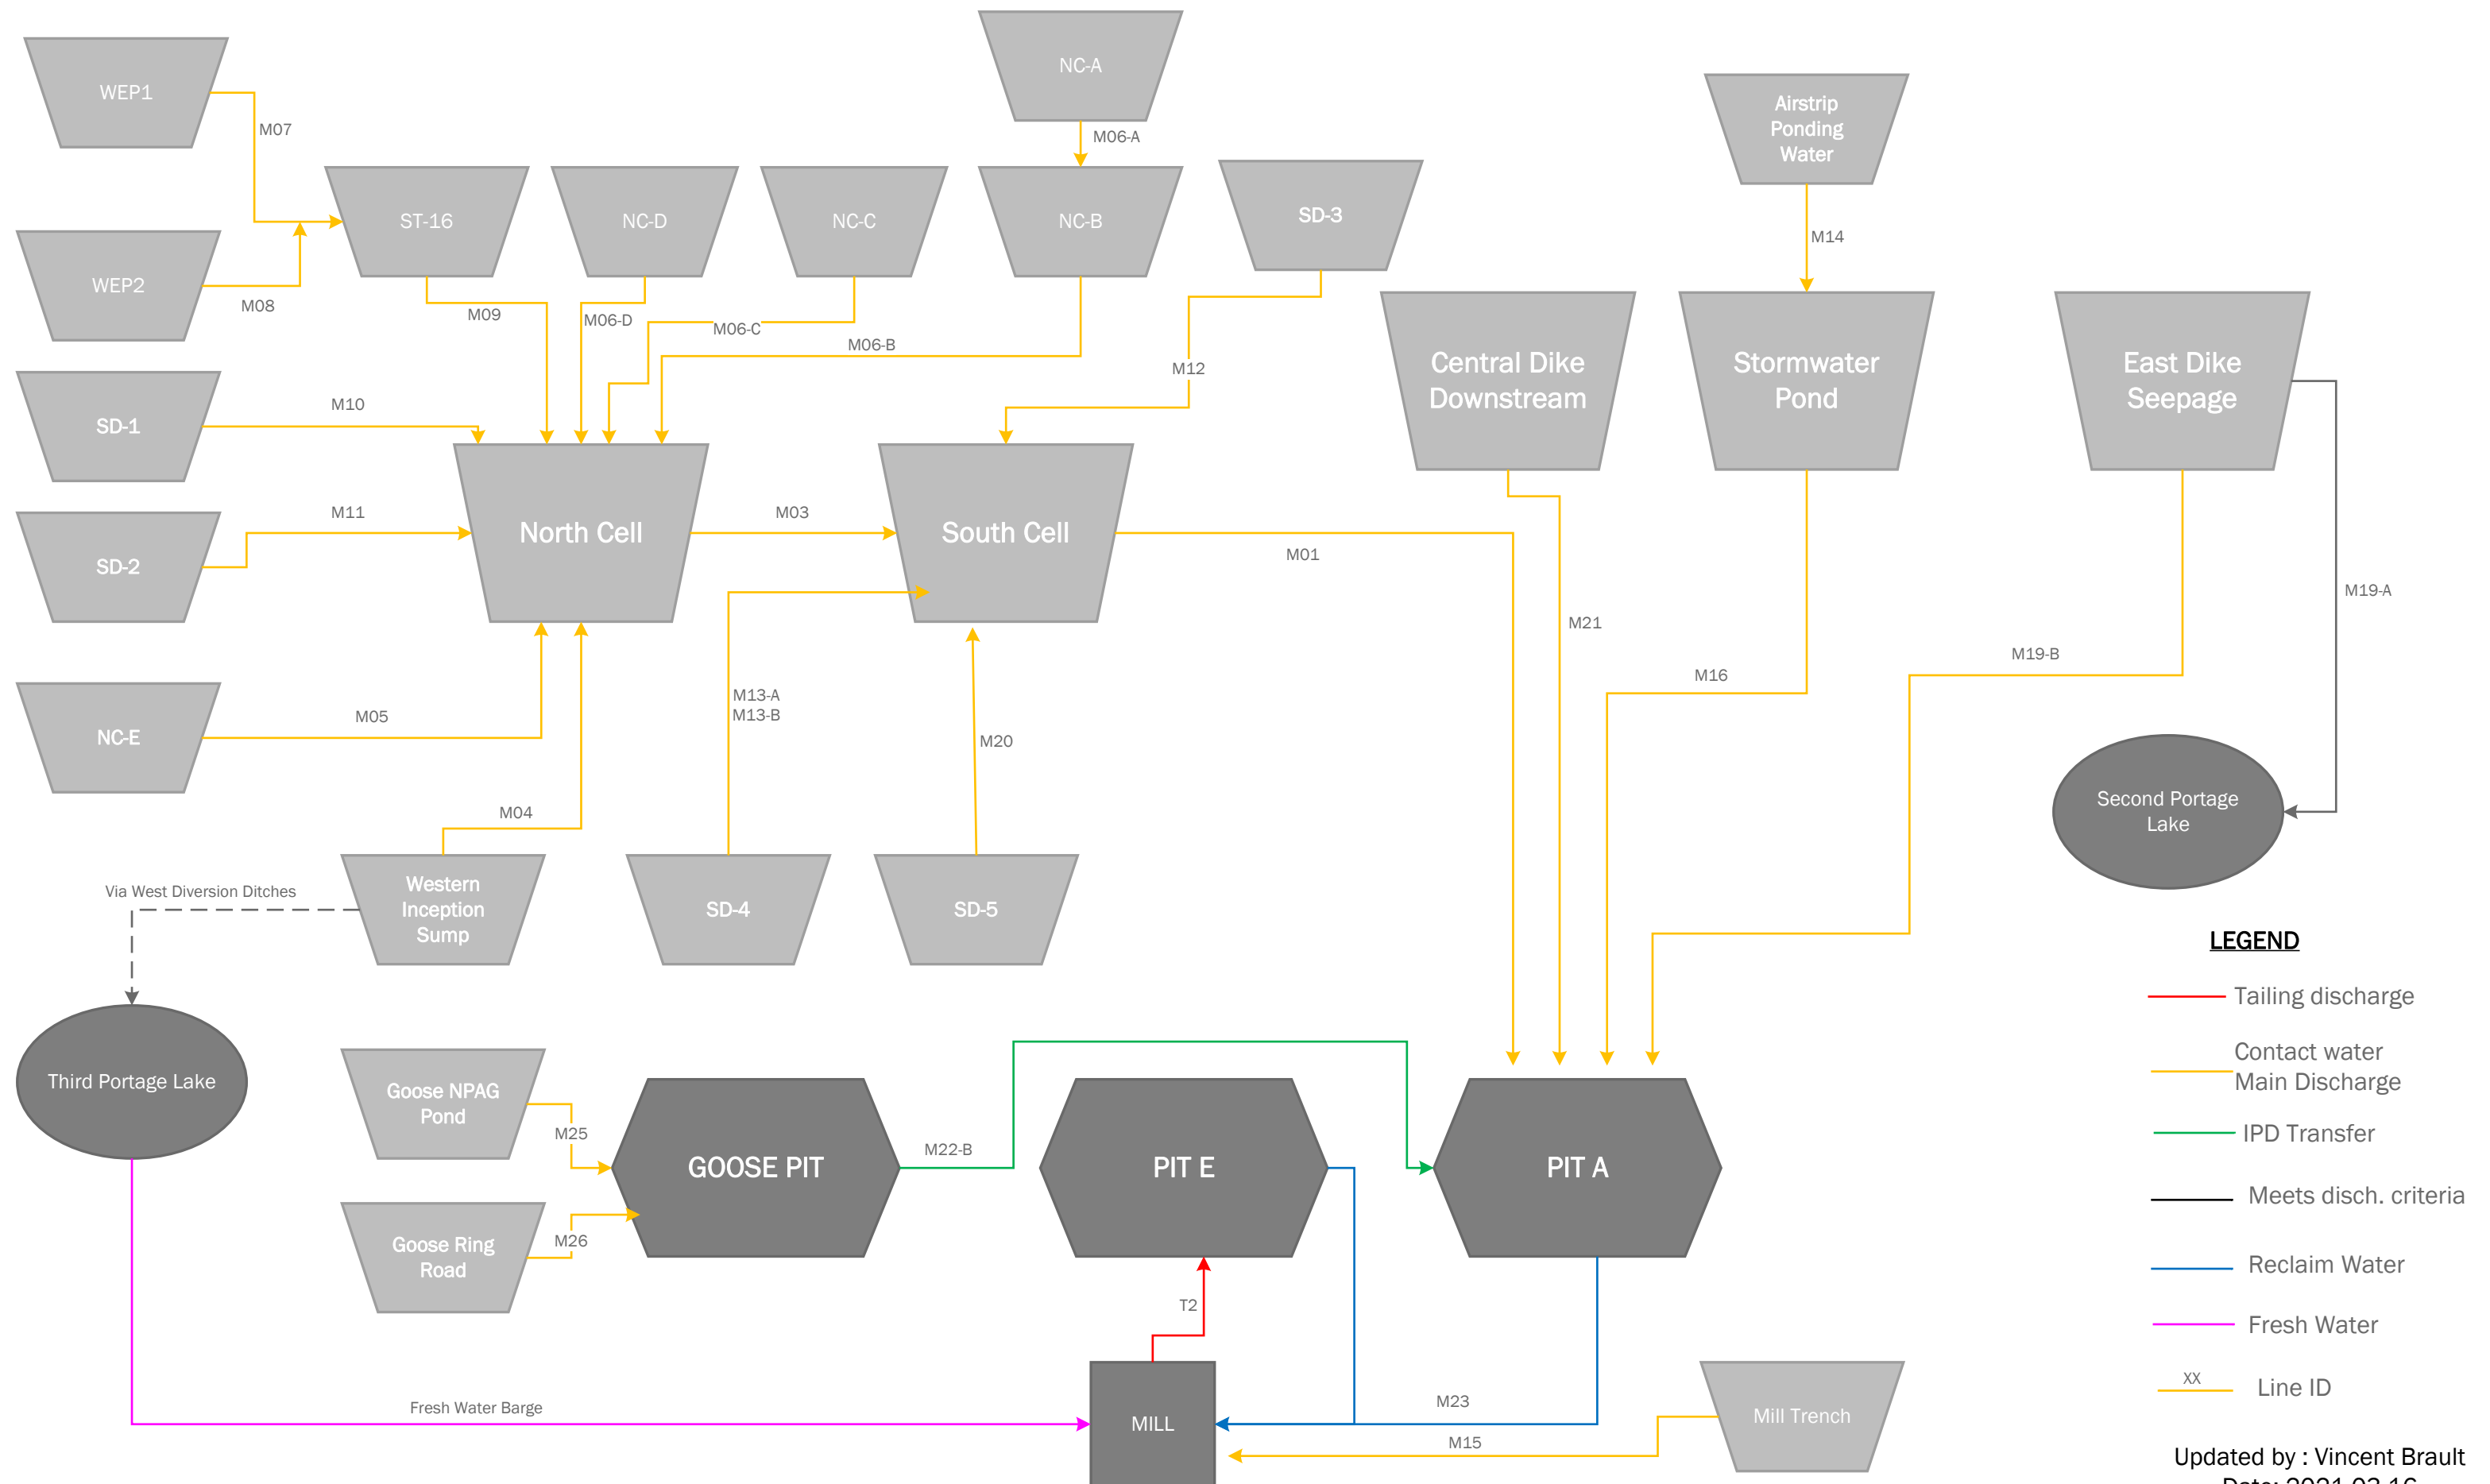 NC-A
WEP1
Airstrip
Ponding
Water
M07
M06-A
ST-16
NC-D
NC-C
NC-B
SD-3
M14
WEP2
M08
M09
M06-D
M06-C
M06-B
M12
Central Dike
Downstream
Stormwater
Pond
East Dike
Seepage
SD-1
M10
SD-2
M11
North Cell
M03
South Cell
M01
M19-A
M21
M19-B
M16
NC-E
M05
M13-A
M13-B
M20
M04
Second Portage
Lake
Via West Diversion Ditches
Western
Inception
Sump
SD-4
SD-5
LEGEND
Tailing discharge
Contact water
Main Discharge
IPD Transfer
Meets disch. criteria
Reclaim Water
Fresh Water
XX
Line ID
Third Portage Lake
Goose NPAG
Pond
M25
GOOSE PIT
M22-B
PIT E
PIT A
Goose Ring
Road
M26
T2
Fresh Water Barge
MILL
M23
M15
Mill Trench
Updated by : Vincent Brault